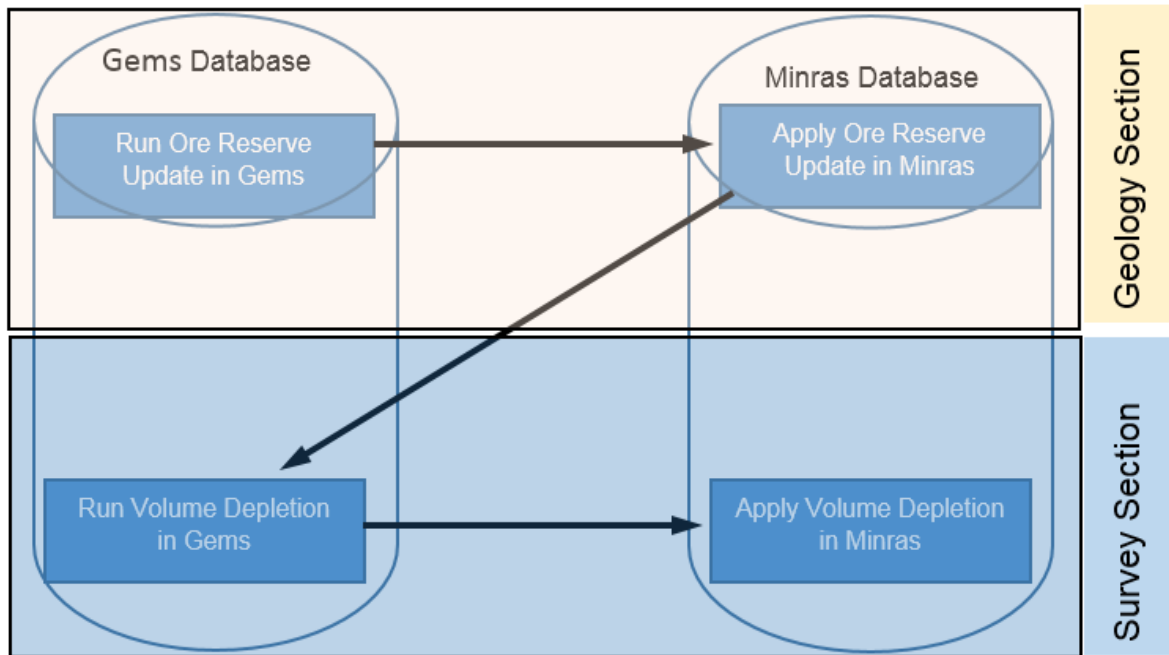 Gems Database
Minras Database
Run Ore Reserve
Update in Gems
Apply Ore Reserve
Update in Minras
Geology Section
Run Volume Depletion
in Gems
Apply Volume Depletion
in Minras
Survey Section